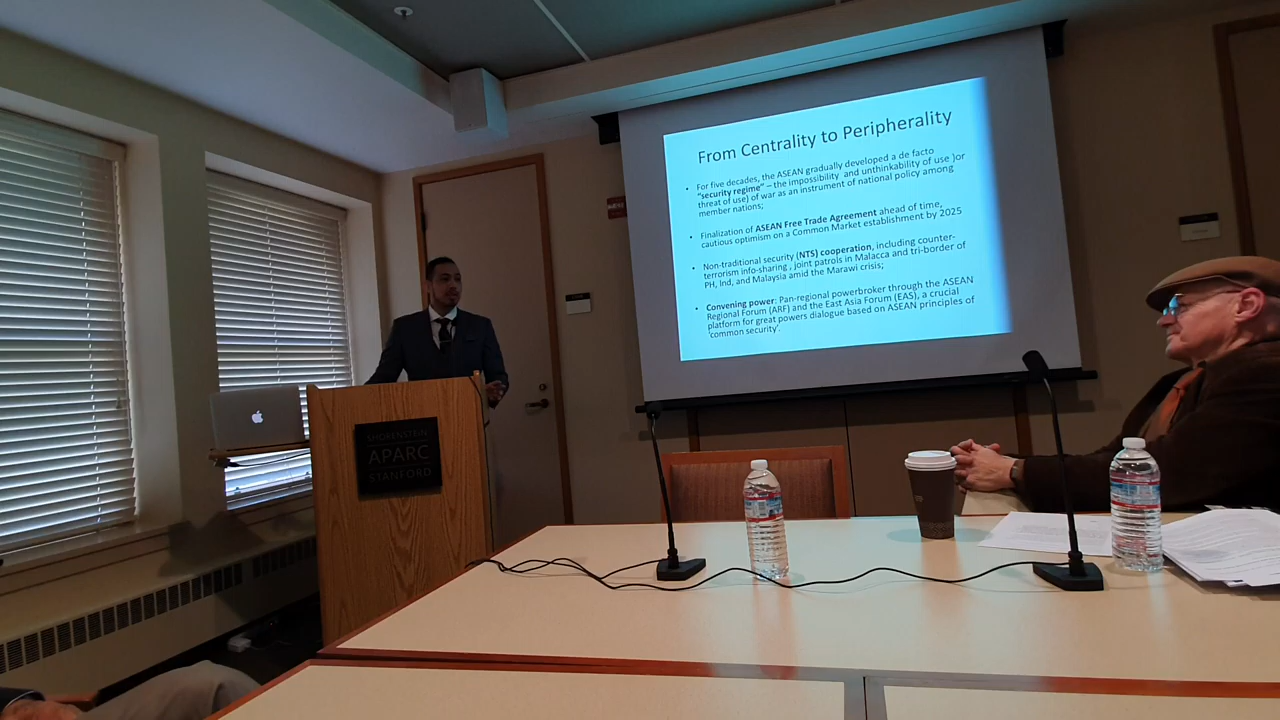 From Centrality to Peripherality
• For five decades, the ASEAN gradually developed a de facto
"security regime" – the impossibility and unthinkability of use )or
threat of use) of war as an instrument of national policy among
member nations;
• Finalization of ASEAN Free Trade Agreement ahead of time,
cautious optimism on a Common Market establishment by 2025
• Non-traditional security (NTS) cooperation, including counter-
terrorism info-sharing , joint patrols in Malacca and tri-border of
PH, Ind, and Malaysia amid the Marawi crisis;
• Convening power: Pan-regional powerbroker through the ASEAN
Regional Forum (ARF) and the East Asia Forum (EAS), a crucial
platform for great powers dialogue based on ASEAN principles of
'common security'.
SHORENSTEIN
APARC
STANFORD